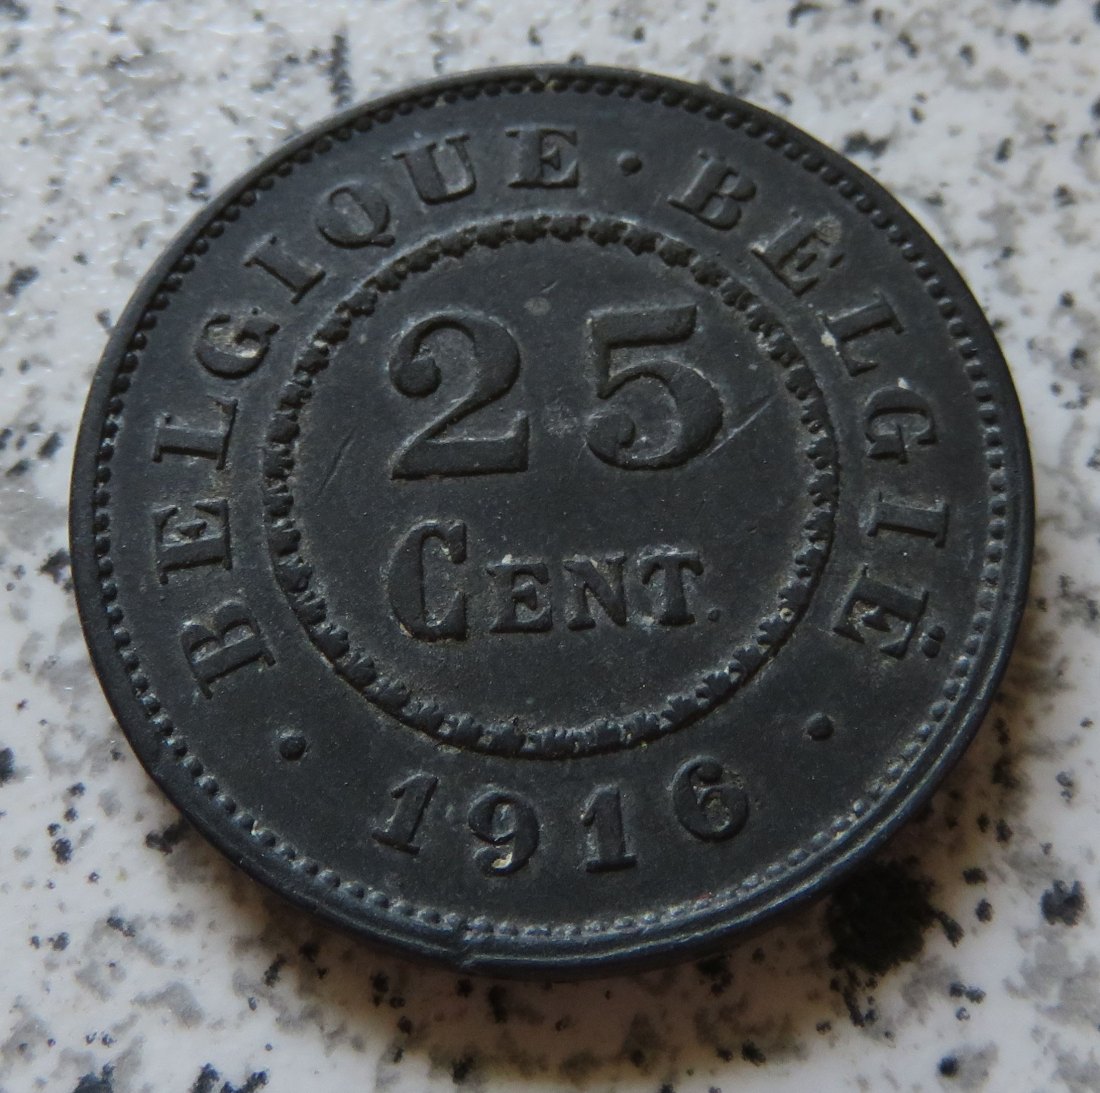 BELGIQUE · BELGIË
25
CENT.
· 1916 ·